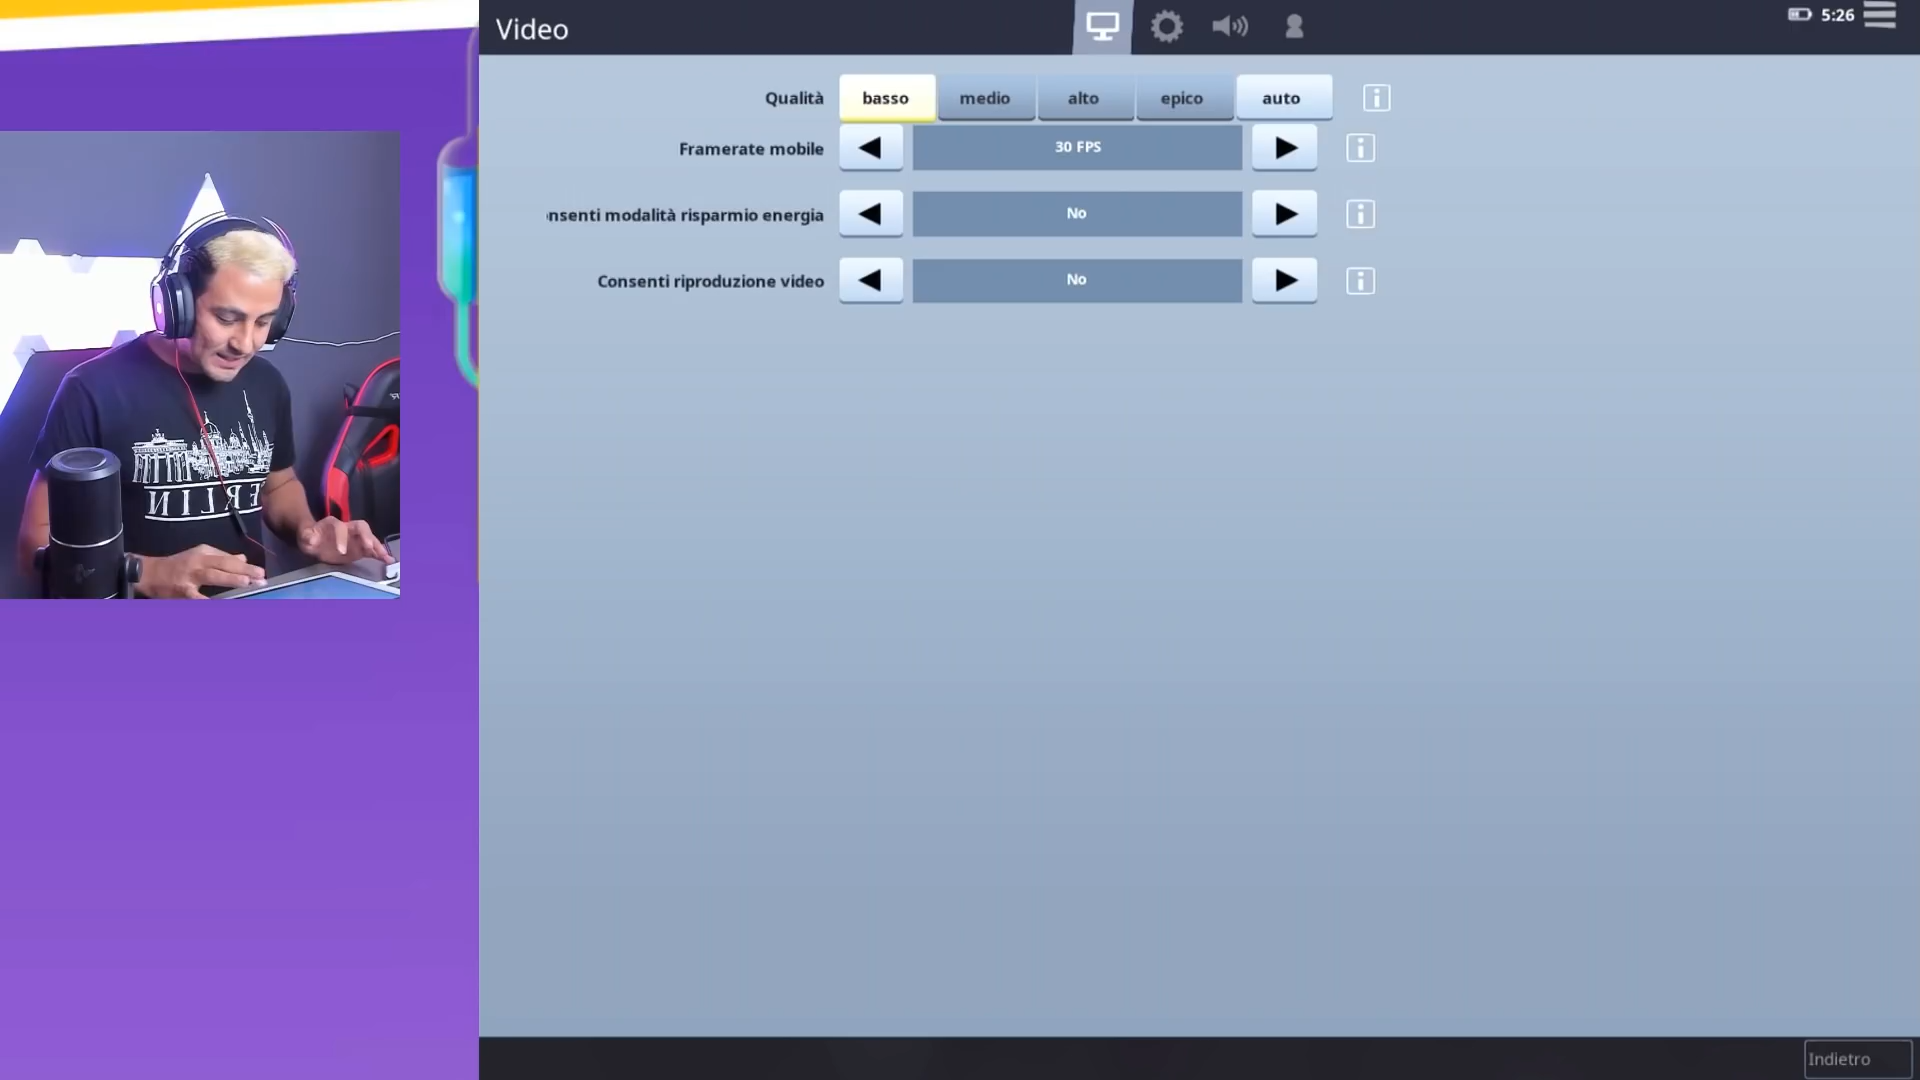 Video
5:26
Qualità basso medio alto epico auto
Framerate mobile 30 FPS
nsenti modalità risparmio energia No
Consenti riproduzione video No
BERLIN
Indietro